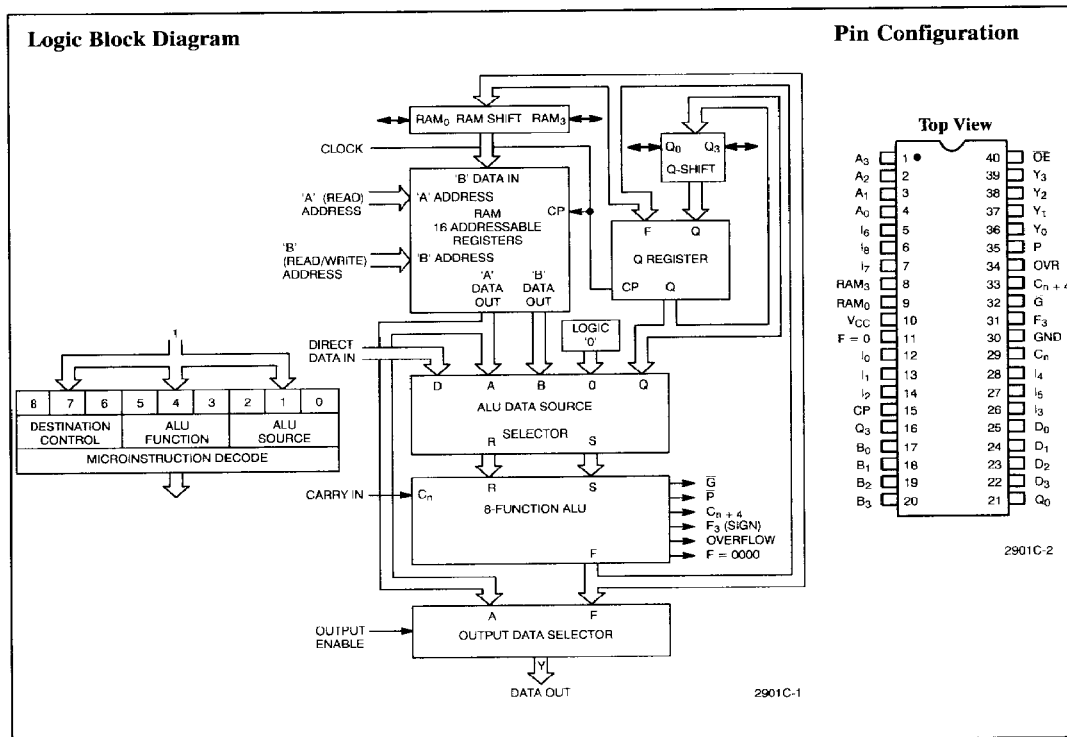 Logic Block Diagram
RAM₀ RAM SHIFT RAM₃
CLOCK
Q₀ Q₃
Q-SHIFT
'B' DATA IN
'A' (READ)
ADDRESS
'A' ADDRESS
RAM
16 ADDRESSABLE
REGISTERS
CP
'B'
(READ/WRITE)
ADDRESS
'B' ADDRESS
'A'
DATA
OUT
'B'
DATA
OUT
F Q
Q REGISTER
CP Q
LOGIC
'0'
DIRECT
DATA IN
D A B 0 Q
ALU DATA SOURCE
SELECTOR
R S
1
8 7 6 5 4 3 2 1 0
DESTINATION
CONTROL
ALU
FUNCTION
ALU
SOURCE
MICROINSTRUCTION DECODE
CARRY IN
Cₙ
R S
8-FUNCTION ALU
F
G̅
P̅
Cₙ₊₄
F₃ (SIGN)
OVERFLOW
F = 0000
OUTPUT
ENABLE
A F
OUTPUT DATA SELECTOR
Y
DATA OUT
2901C-1
Pin Configuration
Top View
A₃ 1 40 O̅E̅
A₂ 2 39 Y₃
A₁ 3 38 Y₂
A₀ 4 37 Y₁
I₆ 5 36 Y₀
I₈ 6 35 P̅
I₇ 7 34 OVR
RAM₃ 8 33 Cₙ₊₄
RAM₀ 9 32 G̅
V_CC 10 31 F₃
F = 0 11 30 GND
I₀ 12 29 Cₙ
I₁ 13 28 I₄
I₂ 14 27 I₅
CP 15 26 I₃
Q₃ 16 25 D₀
B₀ 17 24 D₁
B₁ 18 23 D₂
B₂ 19 22 D₃
B₃ 20 21 Q₀
2901C-2